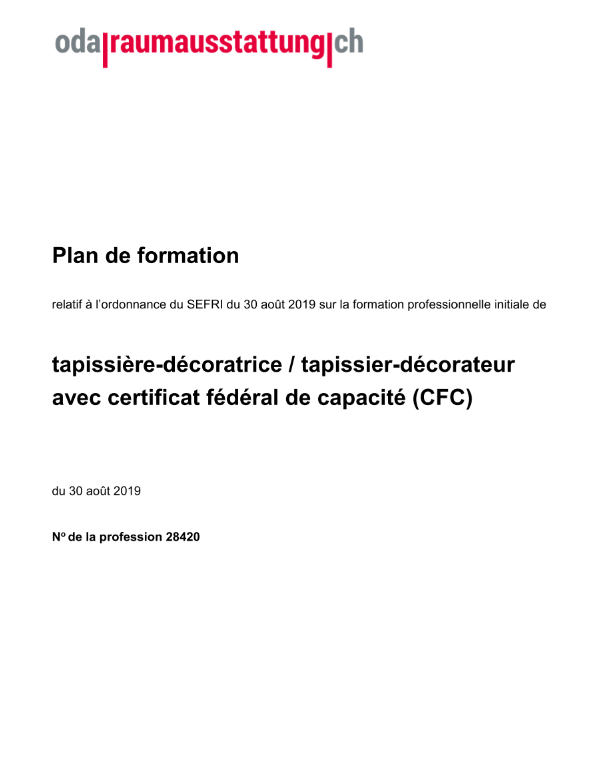 oda|raumausstattung|ch
Plan de formation
relatif à l'ordonnance du SEFRI du 30 août 2019 sur la formation professionnelle initiale de
tapissière-décoratrice / tapissier-décorateur
avec certificat fédéral de capacité (CFC)
du 30 août 2019
Nº de la profession 28420